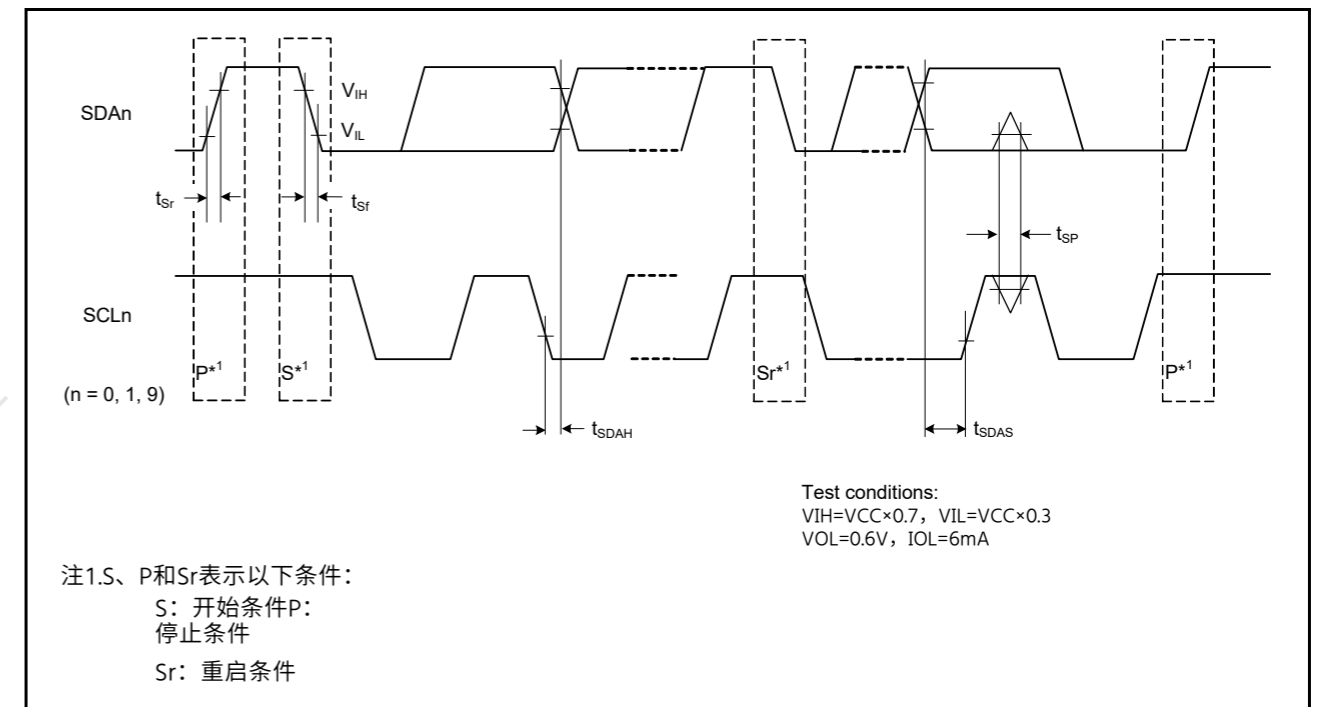 SDAn
VIH
VIL
tSr
tSf
tSP
SCLn
P*1
S*1
Sr*1
P*1
(n = 0, 1, 9)
tSDAH
tSDAS
Test conditions:
VIH=VCC×0.7，VIL=VCC×0.3
VOL=0.6V，IOL=6mA
注1.S、P和Sr表示以下条件：
S：开始条件P：
停止条件
Sr：重启条件